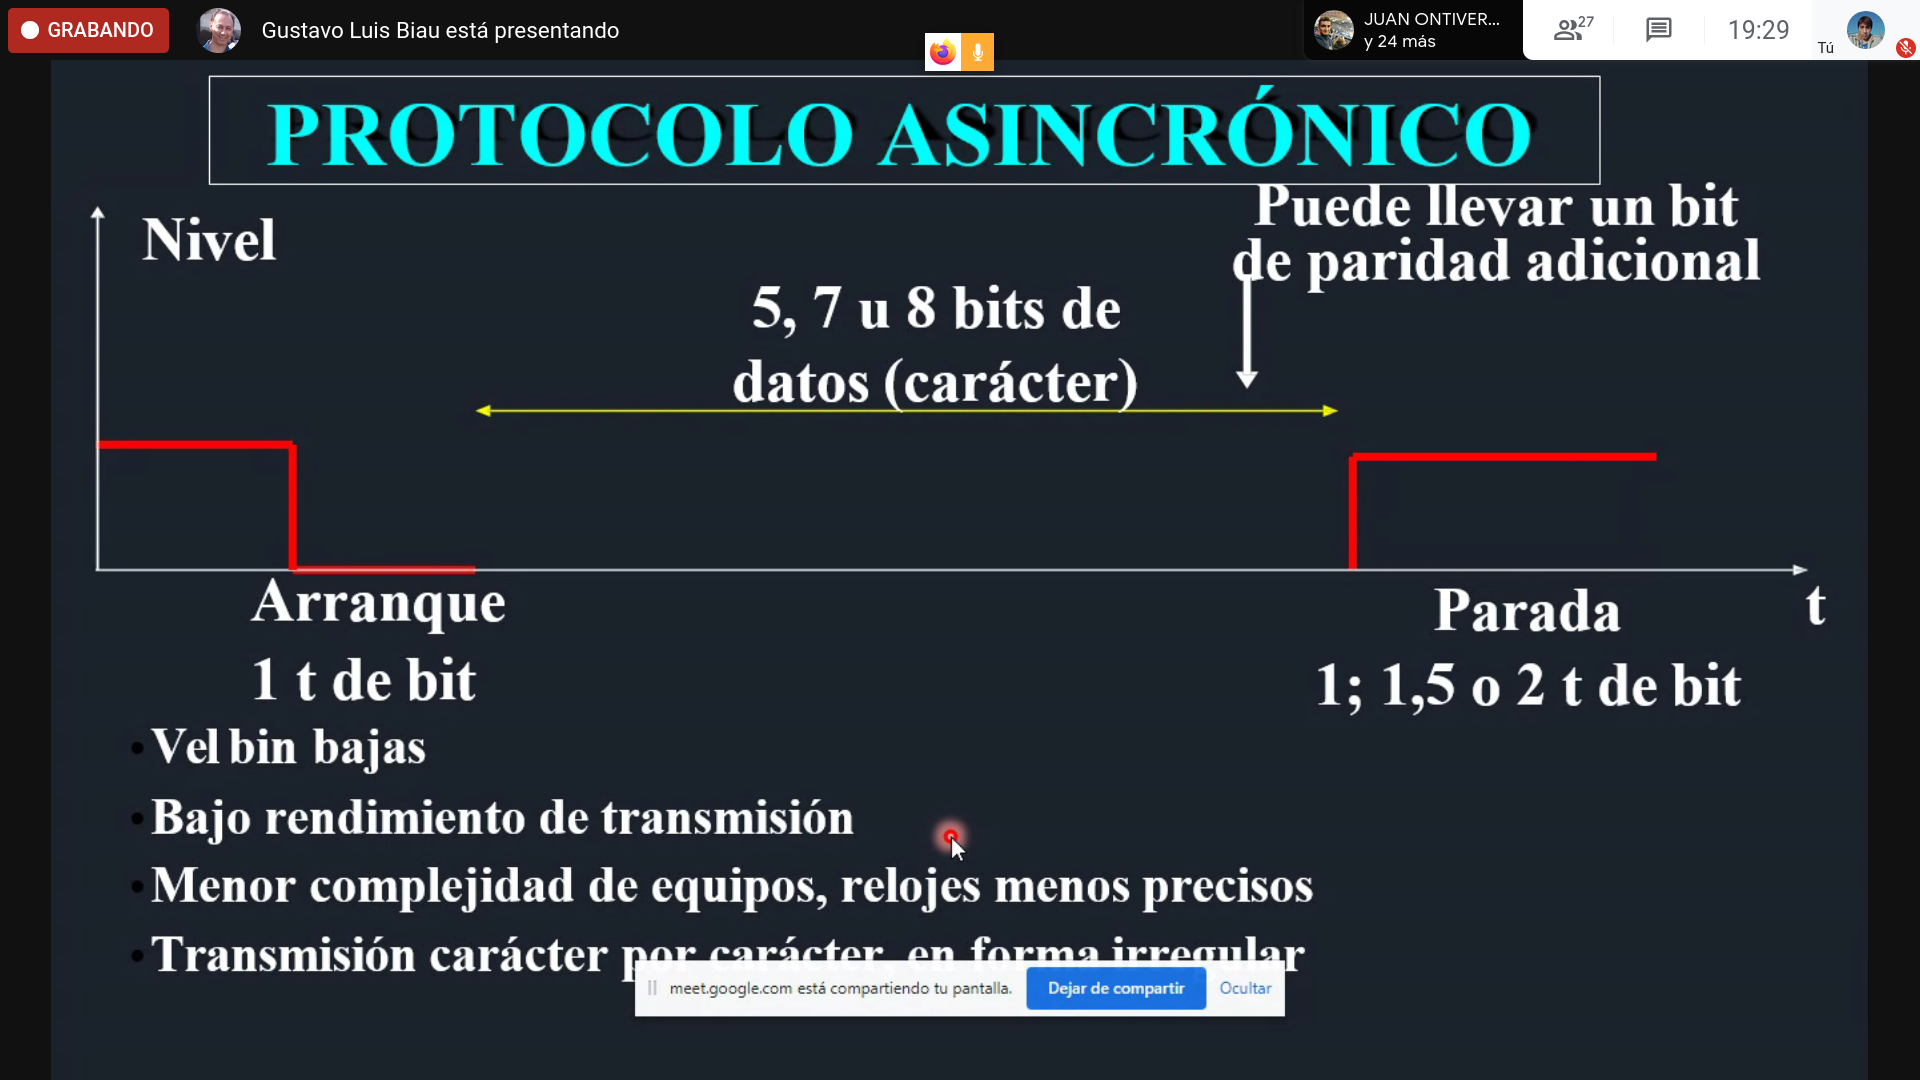 GRABANDO
Gustavo Luis Biau está presentando
JUAN ONTIVER...
y 24 más
27
19:29
Tú
PROTOCOLO ASINCRÓNICO
Nivel
Puede llevar un bit
de paridad adicional
5, 7 u 8 bits de
datos (carácter)
Arranque
1 t de bit
Parada
1; 1,5 o 2 t de bit
t
Vel bin bajas
Bajo rendimiento de transmisión
Menor complejidad de equipos, relojes menos precisos
Transmisión carácter por carácter, en forma irregular
meet.google.com está compartiendo tu pantalla.
Dejar de compartir
Ocultar